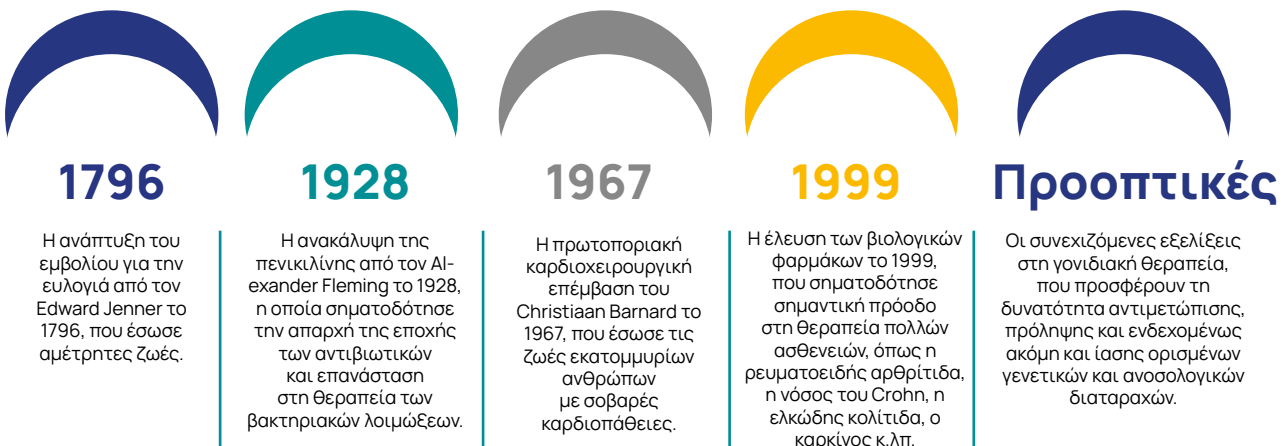 1796
Η ανάπτυξη του
εμβολίου για την
ευλογιά από τον
Edward Jenner το
1796, που έσωσε
αμέτρητες ζωές.
1928
Η ανακάλυψη της
πενικιλίνης από τον Al-
exander Fleming το 1928,
η οποία σηματοδότησε
την απαρχή της εποχής
των αντιβιωτικών
και επανάσταση
στη θεραπεία των
βακτηριακών λοιμώξεων.
1967
Η πρωτοποριακή
καρδιοχειρουργική
επέμβαση του
Christiaan Barnard το
1967, που έσωσε τις
ζωές εκατομμυρίων
ανθρώπων
με σοβαρές
καρδιοπάθειες.
1999
Η έλευση των βιολογικών
φαρμάκων το 1999,
που σηματοδότησε
σημαντική πρόοδο
στη θεραπεία πολλών
ασθενειών, όπως η
ρευματοειδής αρθρίτιδα,
η νόσος του Crohn, η
ελκώδης κολίτιδα, ο
καρκίνος κ.λπ.
Προοπτικές
Οι συνεχιζόμενες εξελίξεις
στη γονιδιακή θεραπεία,
που προσφέρουν τη
δυνατότητα αντιμετώπισης,
πρόληψης και ενδεχομένως
ακόμη και ίασης ορισμένων
γενετικών και ανοσολογικών
διαταραχών.